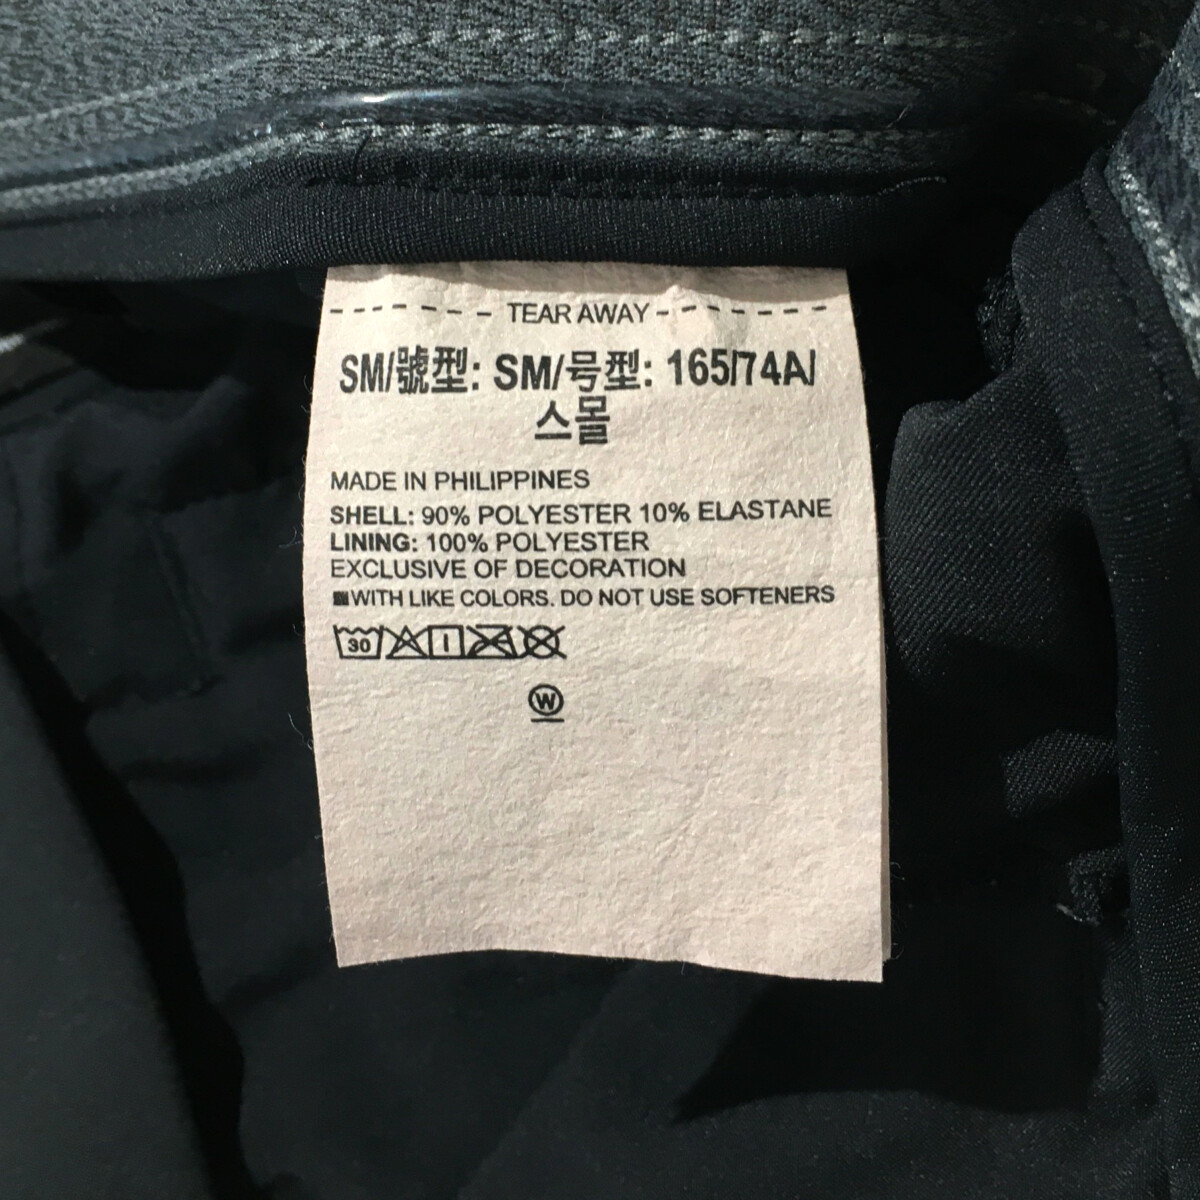 TEAR AWAY
SM/號型: SM/号型: 165/74A/
스몰
MADE IN PHILIPPINES
SHELL: 90% POLYESTER 10% ELASTANE
LINING: 100% POLYESTER
EXCLUSIVE OF DECORATION
WITH LIKE COLORS. DO NOT USE SOFTENERS
30
W